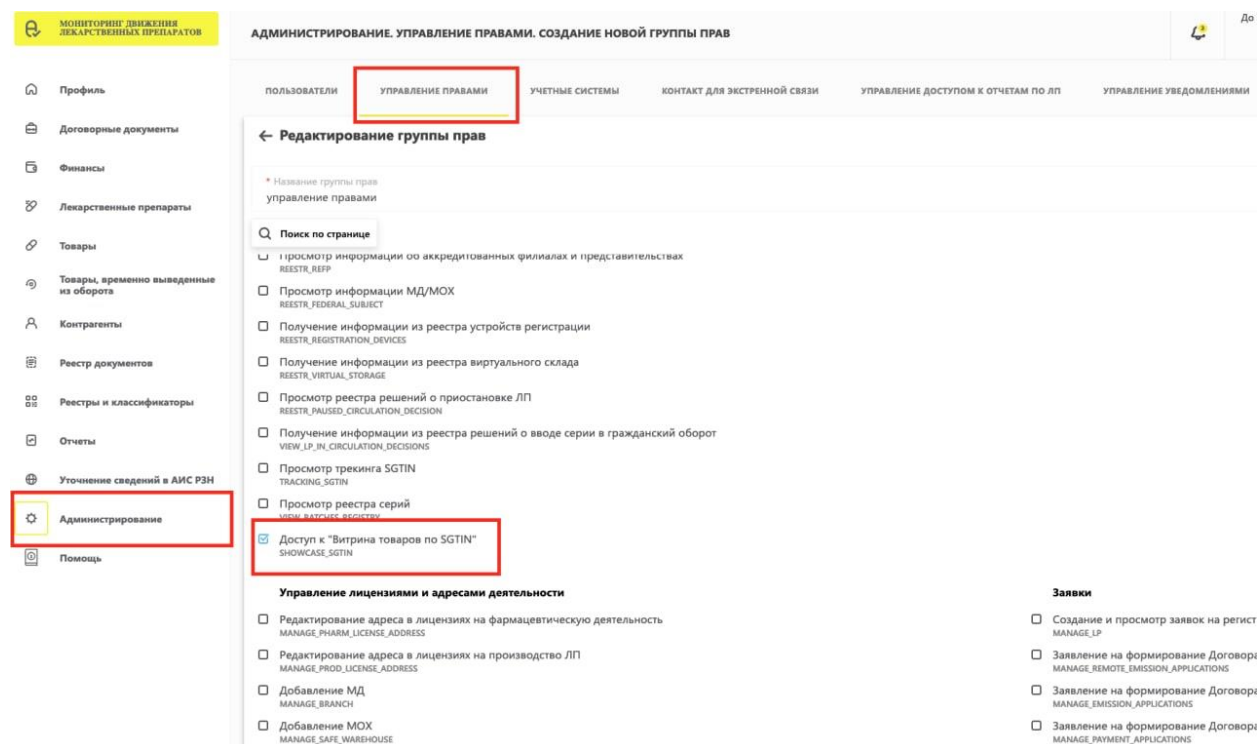 МОНИТОРИНГ ДВИЖЕНИЯ
ЛЕКАРСТВЕННЫХ ПРЕПАРАТОВ
АДМИНИСТРИРОВАНИЕ. УПРАВЛЕНИЕ ПРАВАМИ. СОЗДАНИЕ НОВОЙ ГРУППЫ ПРАВ
До
Профиль
Договорные документы
Финансы
Лекарственные препараты
Товары
Товары, временно выведенные
из оборота
Контрагенты
Реестр документов
Реестры и классификаторы
Отчеты
Уточнение сведений в АИС РЗН
Администрирование
Помощь
ПОЛЬЗОВАТЕЛИ УПРАВЛЕНИЕ ПРАВАМИ УЧЕТНЫЕ СИСТЕМЫ КОНТАКТ ДЛЯ ЭКСТРЕННОЙ СВЯЗИ УПРАВЛЕНИЕ ДОСТУПОМ К ОТЧЕТАМ ПО ЛП УПРАВЛЕНИЕ УВЕДОМЛЕНИЯМИ
← Редактирование группы прав
* Название группы прав
управление правами
Поиск по странице
Просмотр информации об аккредитованных филиалах и представительствах
REESTR_REFP
Просмотр информации МД/МОХ
REESTR_FEDERAL_SUBJECT
Получение информации из реестра устройств регистрации
REESTR_REGISTRATION_DEVICES
Получение информации из реестра виртуального склада
REESTR_VIRTUAL_STORAGE
Просмотр реестра решений о приостановке ЛП
REESTR_PAUSED_CIRCULATION_DECISION
Получение информации из реестра решений о вводе серии в гражданский оборот
VIEW_LP_IN_CIRCULATION_DECISIONS
Просмотр трекинга SGTIN
TRACKING_SGTIN
Просмотр реестра серий
VIEW_BATCHES_REGISTRY
Доступ к "Витрина товаров по SGTIN"
SHOWCASE_SGTIN
Управление лицензиями и адресами деятельности
Редактирование адреса в лицензиях на фармацевтическую деятельность
MANAGE_PHARM_LICENSE_ADDRESS
Редактирование адреса в лицензиях на производство ЛП
MANAGE_PROD_LICENSE_ADDRESS
Добавление МД
MANAGE_BRANCH
Добавление МОХ
MANAGE_SAFE_WAREHOUSE
Заявки
Создание и просмотр заявок на регист
MANAGE_LP
Заявление на формирование Договора
MANAGE_REMOTE_EMISSION_APPLICATIONS
Заявление на формирование Договора
MANAGE_EMISSION_APPLICATIONS
Заявление на формирование Договора
MANAGE_PAYMENT_APPLICATIONS